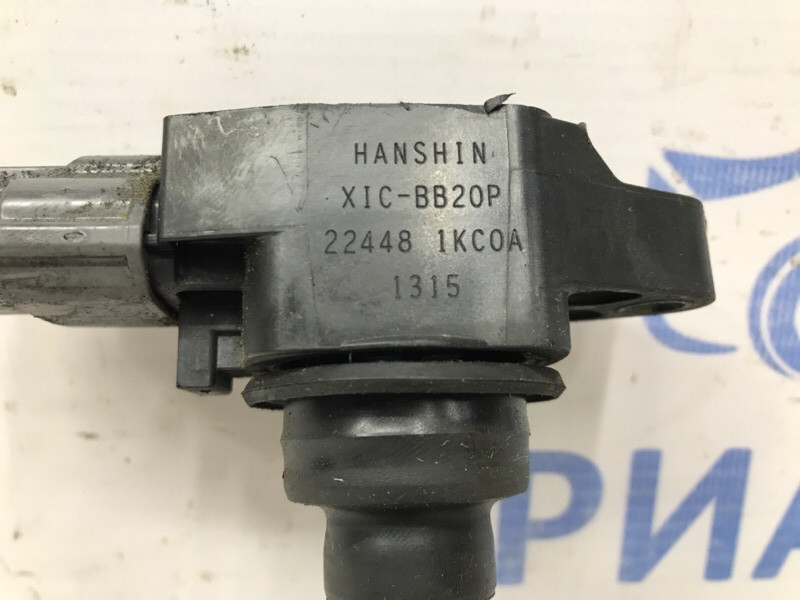 HANSHIN
XIC-BB20P
22448 1KC0A
1315
РИА